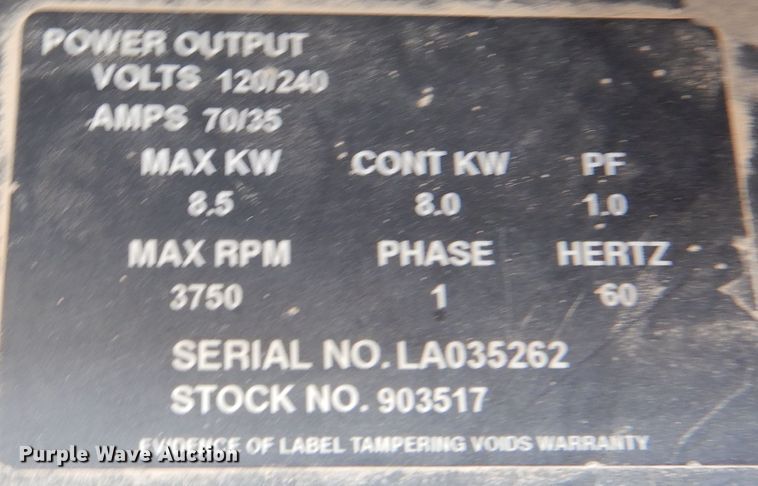 POWER OUTPUT
VOLTS 120/240
AMPS 70/35
MAX KW CONT KW PF
8.5 8.0 1.0
MAX RPM PHASE HERTZ
3750 1 60
SERIAL NO. LA035262
STOCK NO. 903517
EVIDENCE OF LABEL TAMPERING VOIDS WARRANTY
Purple Wave Auction